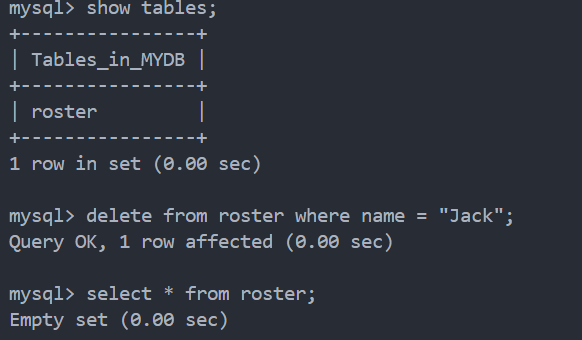 mysql> show tables;
+----------------+
| Tables_in_MYDB |
+----------------+
| roster         |
+----------------+
1 row in set (0.00 sec)
mysql> delete from roster where name = "Jack";
Query OK, 1 row affected (0.00 sec)
mysql> select * from roster;
Empty set (0.00 sec)